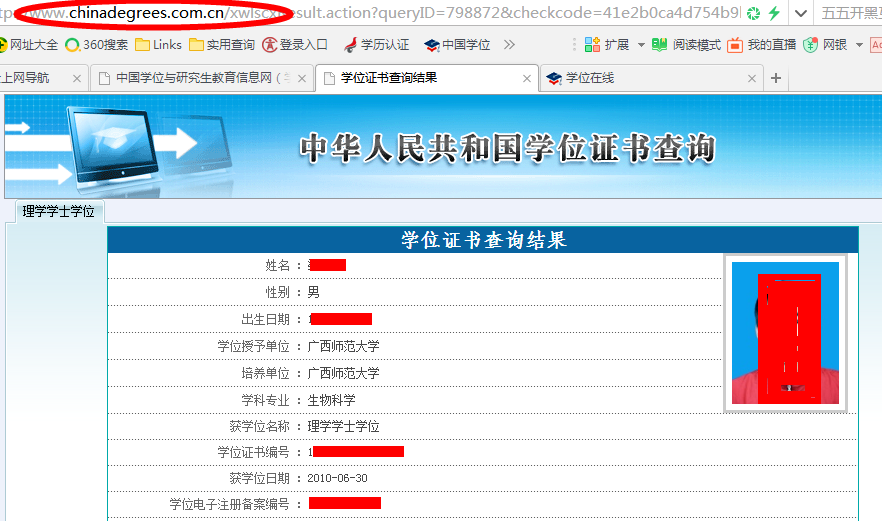 www.chinadegrees.com.cn/xwlscx/result.action?queryID=798872&checkcode=41e2b0ca4d754b9
五五开黑
网址大全 360搜索 Links 实用查询 登录入口 学历认证 中国学位 扩展 阅读模式 我的直播 网银
上网导航 中国学位与研究生教育信息网 学位证书查询结果 学位在线
中华人民共和国学位证书查询
理学学士学位
学位证书查询结果
姓名 :
性别 : 男
出生日期 : 1
学位授予单位 : 广西师范大学
培养单位 : 广西师范大学
学科专业 : 生物科学
获学位名称 : 理学学士学位
学位证书编号 : 1
获学位日期 : 2010-06-30
学位电子注册备案编号 :